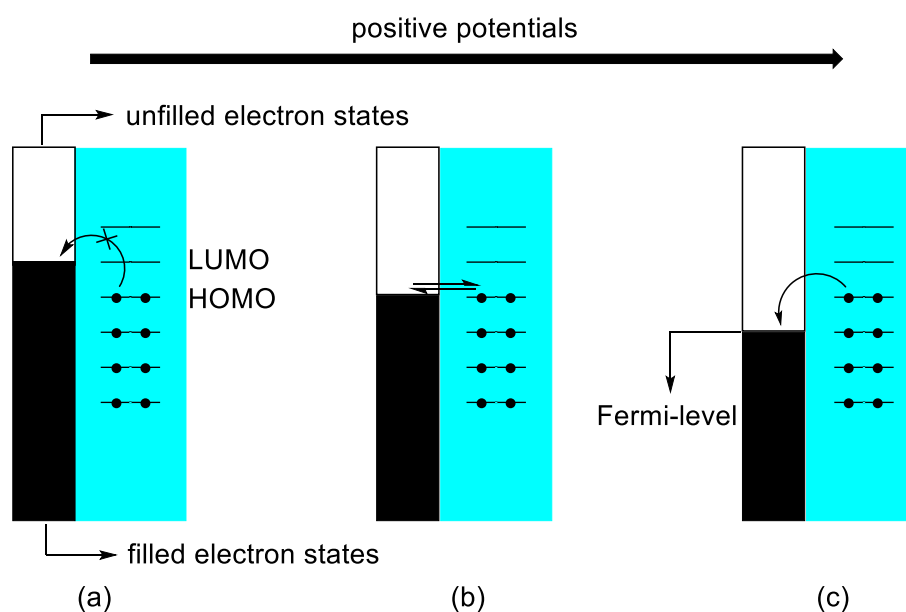 positive potentials
unfilled electron states
LUMO
HOMO
Fermi-level
filled electron states
(a)
(b)
(c)